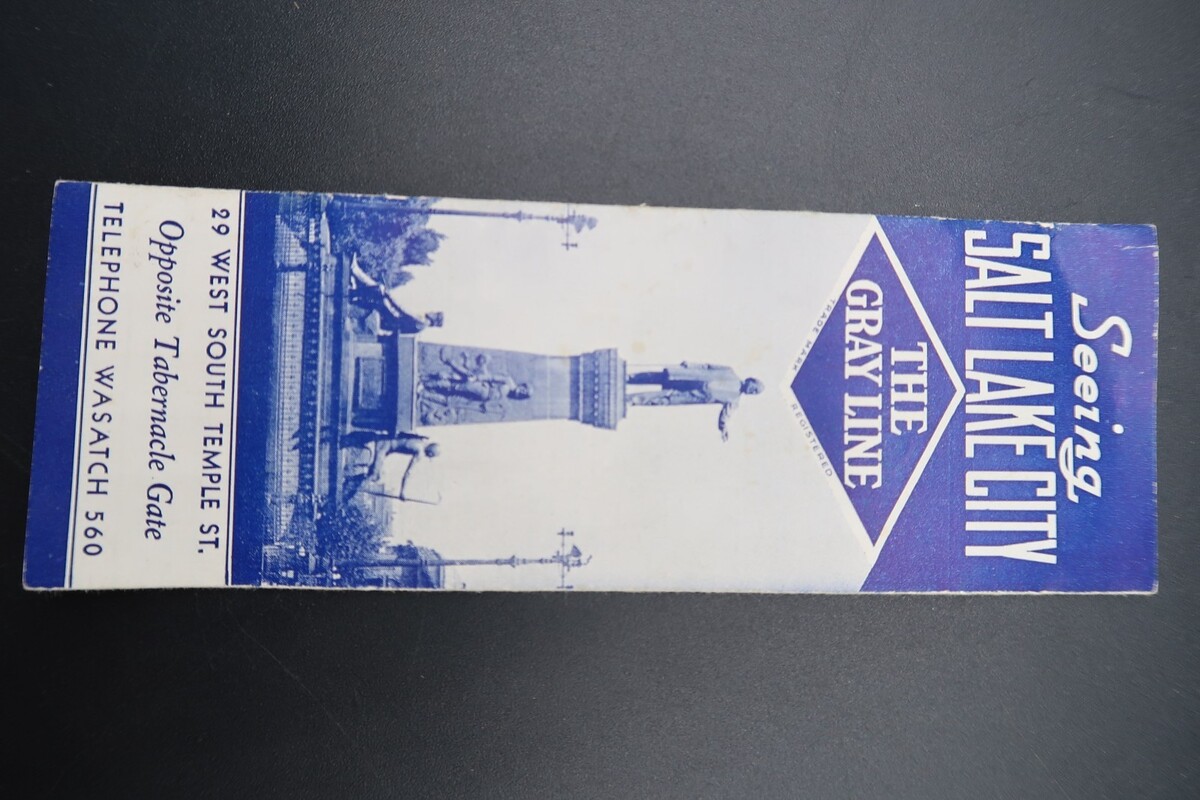 Seeing
SALT LAKE CITY
THE
GRAY LINE
TRADE MARK REGISTERED
29 WEST SOUTH TEMPLE ST.
Opposite Tabernacle Gate
TELEPHONE WASATCH 560